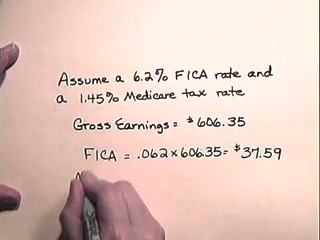 Assume a 6.2% FICA rate and
a 1.45% Medicare tax rate
Gross Earnings = $606.35
FICA = .062×606.35= $37.59